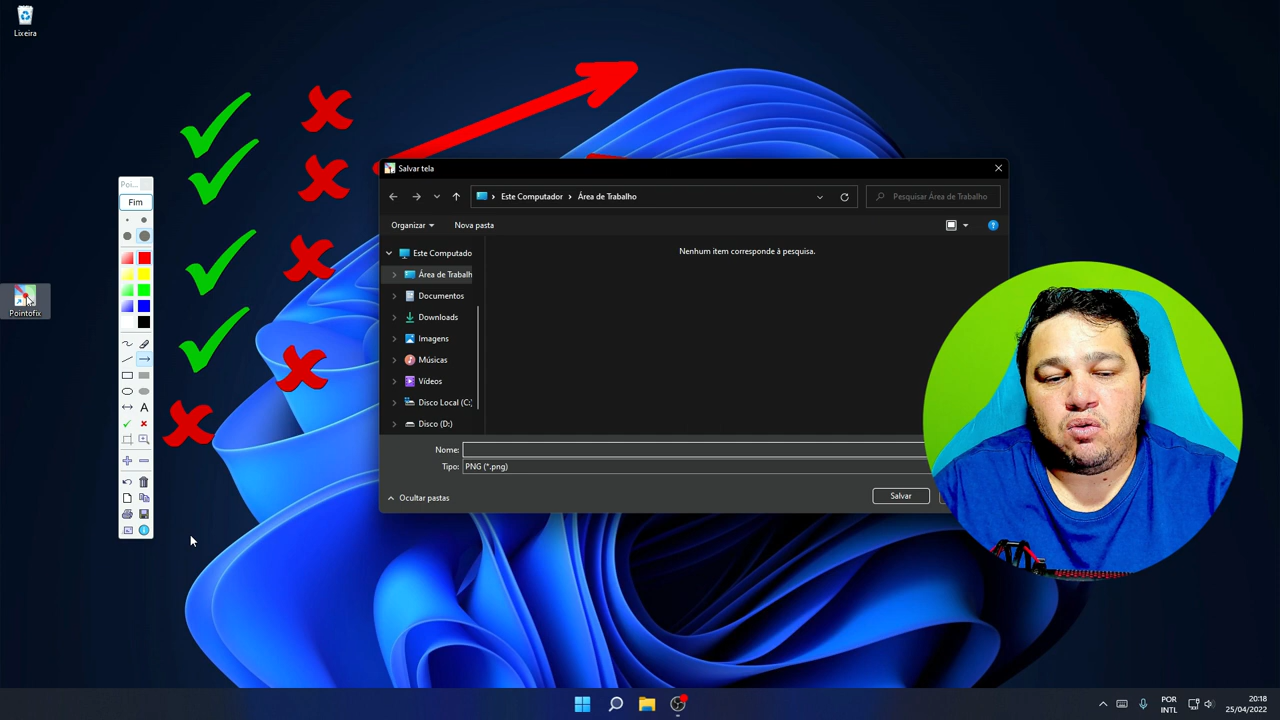 Lixeira
Poi...
Fim
A
Pointofix
Salvar tela
Este Computador
Área de Trabalho
Pesquisar Área de Trabalho
Organizar
Nova pasta
Este Computado
Área de Trabalh
Documentos
Downloads
Imagens
Músicas
Vídeos
Disco Local (C:)
Disco (D:)
Nenhum item corresponde à pesquisa.
Nome:
Tipo: PNG (*.png)
Ocultar pastas
Salvar
POR
INTL
20:18
25/04/2022